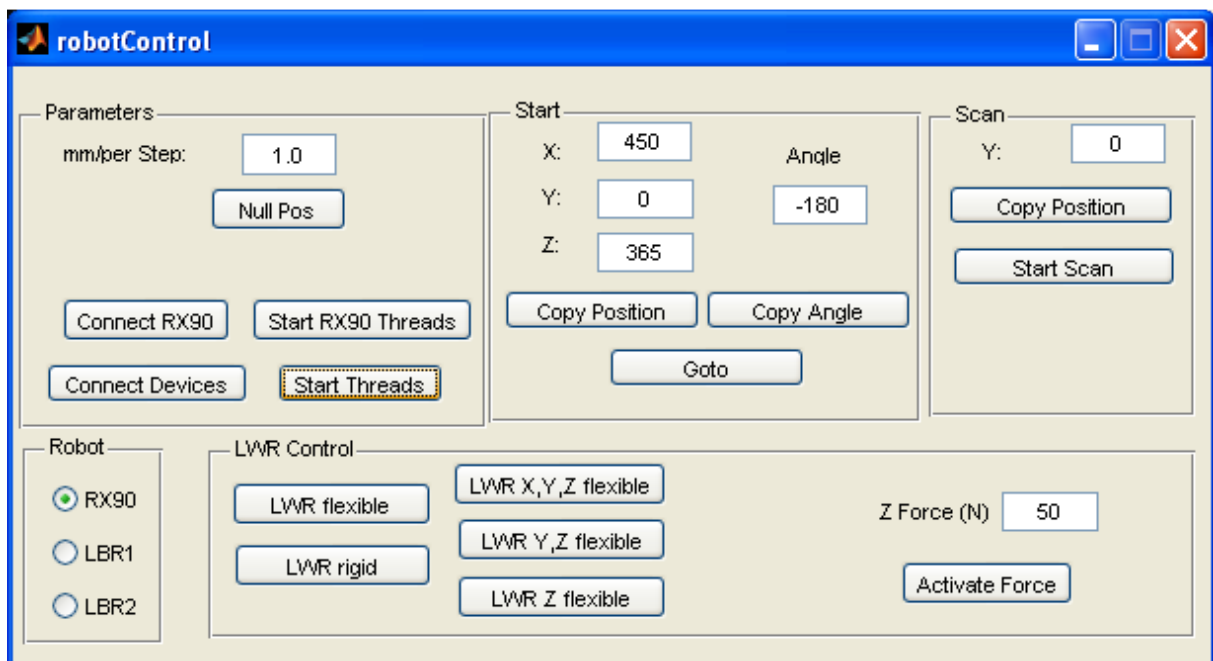 robotControl
Parameters
mm/per Step: 1.0
Null Pos
Connect RX90 Start RX90 Threads
Connect Devices Start Threads
Start
X: 450
Y: 0
Z: 365
Angle
-180
Copy Position Copy Angle
Goto
Scan
Y: 0
Copy Position
Start Scan
Robot
RX90
LBR1
LBR2
LWR Control
LWR flexible
LWR rigid
LWR X,Y,Z flexible
LWR Y,Z flexible
LWR Z flexible
Z Force (N) 50
Activate Force